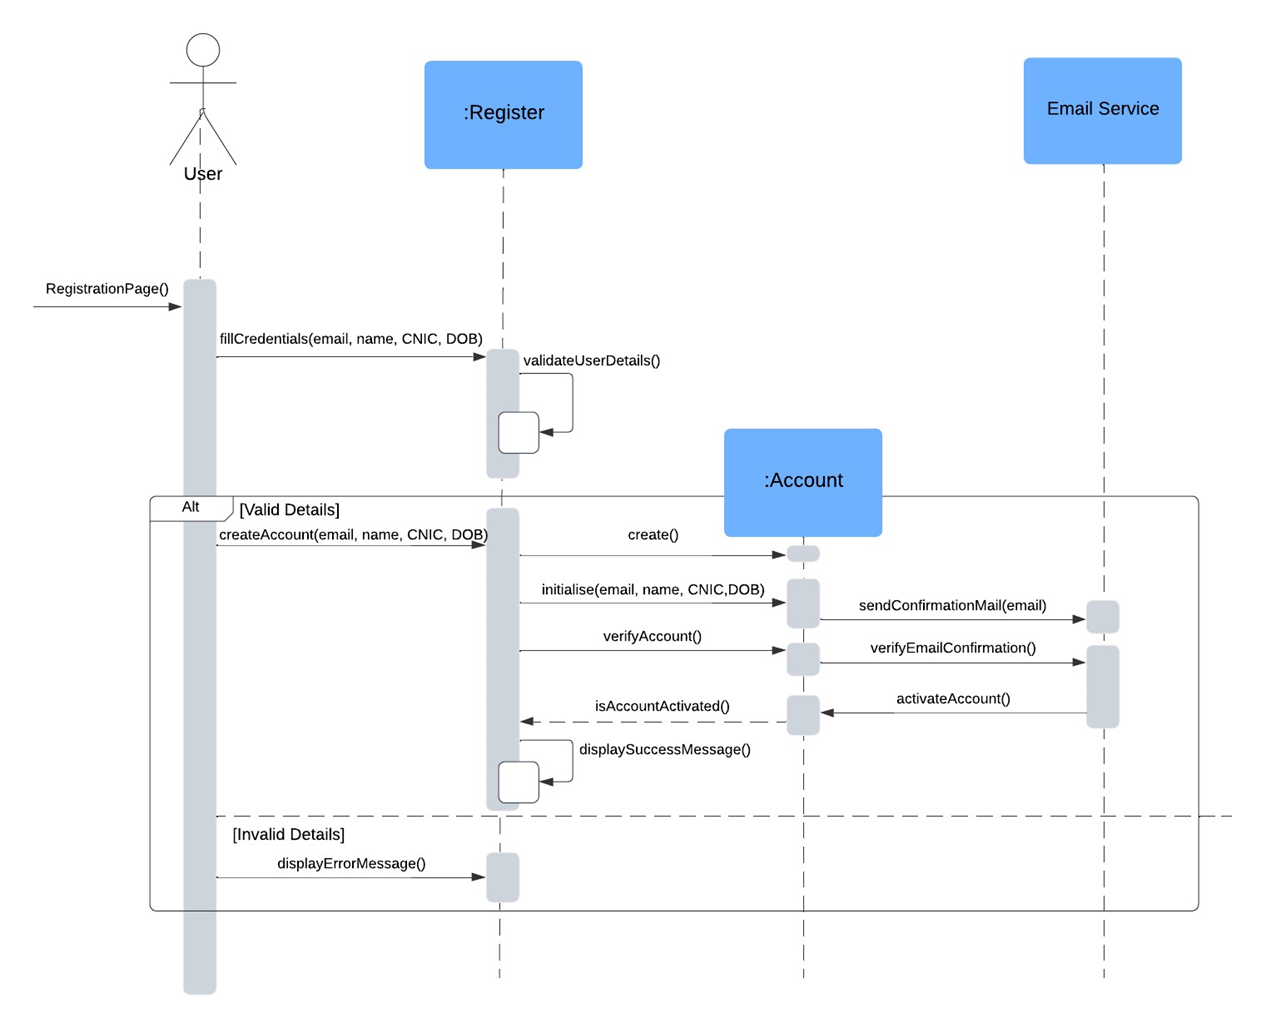 User
:Register
Email Service
RegistrationPage()
fillCredentials(email, name, CNIC, DOB)
validateUserDetails()
:Account
Alt
[Valid Details]
createAccount(email, name, CNIC, DOB)
create()
initialise(email, name, CNIC,DOB)
sendConfirmationMail(email)
verifyAccount()
verifyEmailConfirmation()
isAccountActivated()
activateAccount()
displaySuccessMessage()
[Invalid Details]
displayErrorMessage()